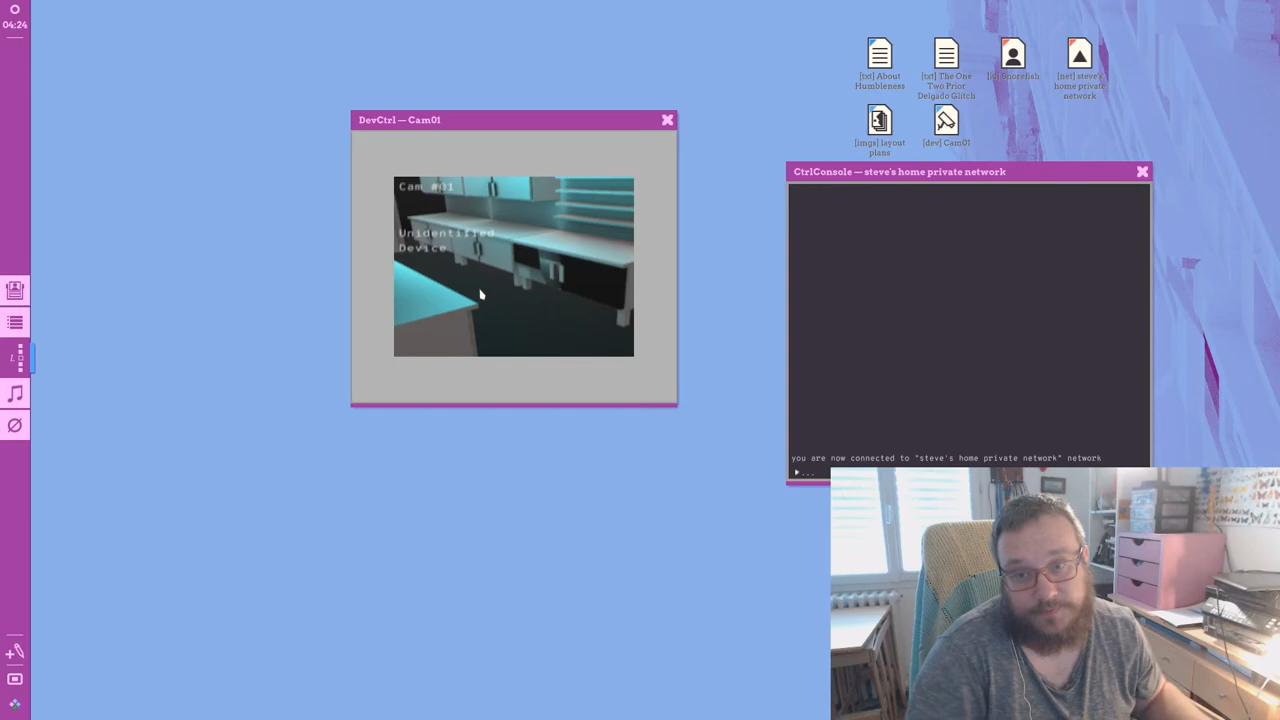 04:24
[txt] About
Humbleness
[txt] The One
Two Prior
Delgado Glitch
Snorefish
[net] steve's
home private
network
[imgs] layout
plans
[dev] Cam01
DevCtrl — Cam01
Cam #01
Unidentified
Device
CtrlConsole — steve's home private network
you are now connected to "steve's home private network" network
...